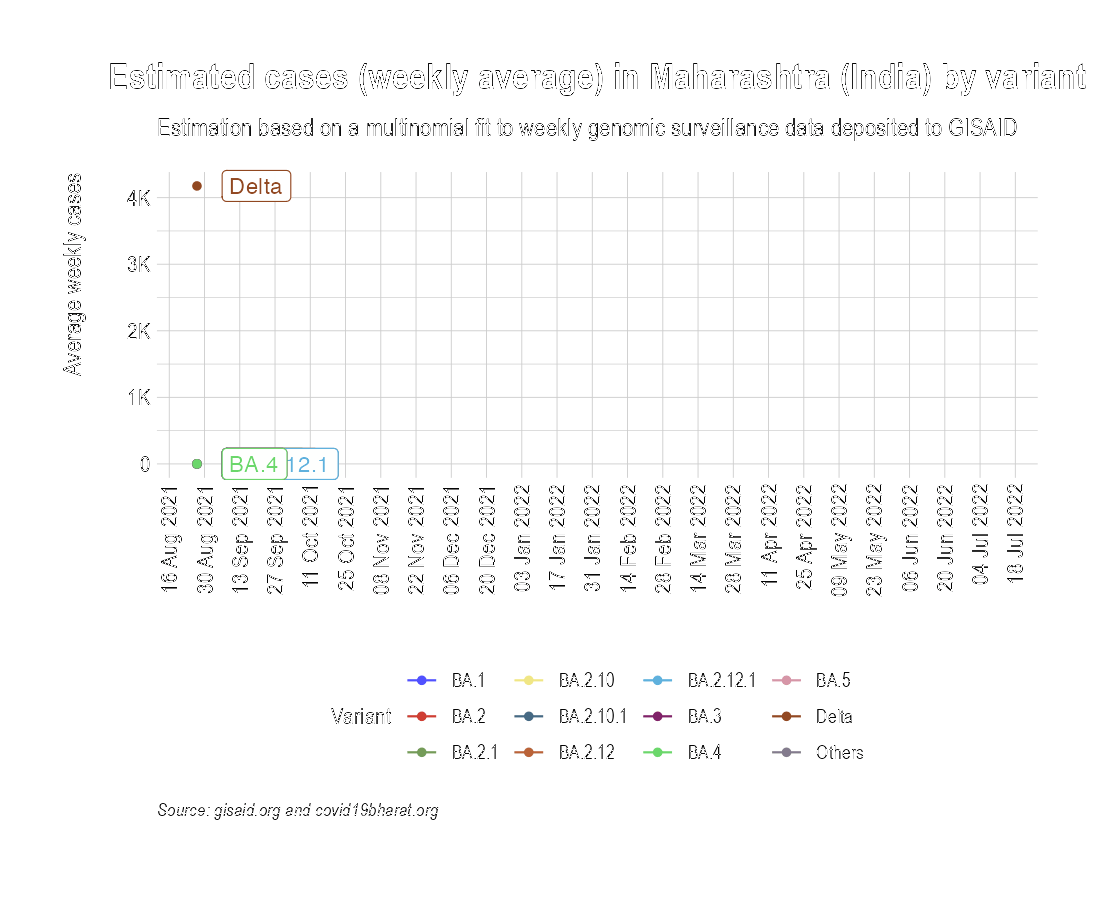 Estimated cases (weekly average) in Maharashtra (India) by variant
Estimation based on a multinomial fit to weekly genomic surveillance data deposited to GISAID
Average weekly cases
4K
3K
2K
1K
0
Delta
BA.4
12.1
16 Aug 2021
30 Aug 2021
13 Sep 2021
27 Sep 2021
11 Oct 2021
25 Oct 2021
08 Nov 2021
22 Nov 2021
06 Dec 2021
20 Dec 2021
03 Jan 2022
17 Jan 2022
31 Jan 2022
14 Feb 2022
28 Feb 2022
14 Mar 2022
28 Mar 2022
11 Apr 2022
25 Apr 2022
09 May 2022
23 May 2022
06 Jun 2022
20 Jun 2022
04 Jul 2022
18 Jul 2022
Variant
BA.1
BA.2
BA.2.1
BA.2.10
BA.2.10.1
BA.2.12
BA.2.12.1
BA.3
BA.4
BA.5
Delta
Others
Source: gisaid.org and covid19bharat.org